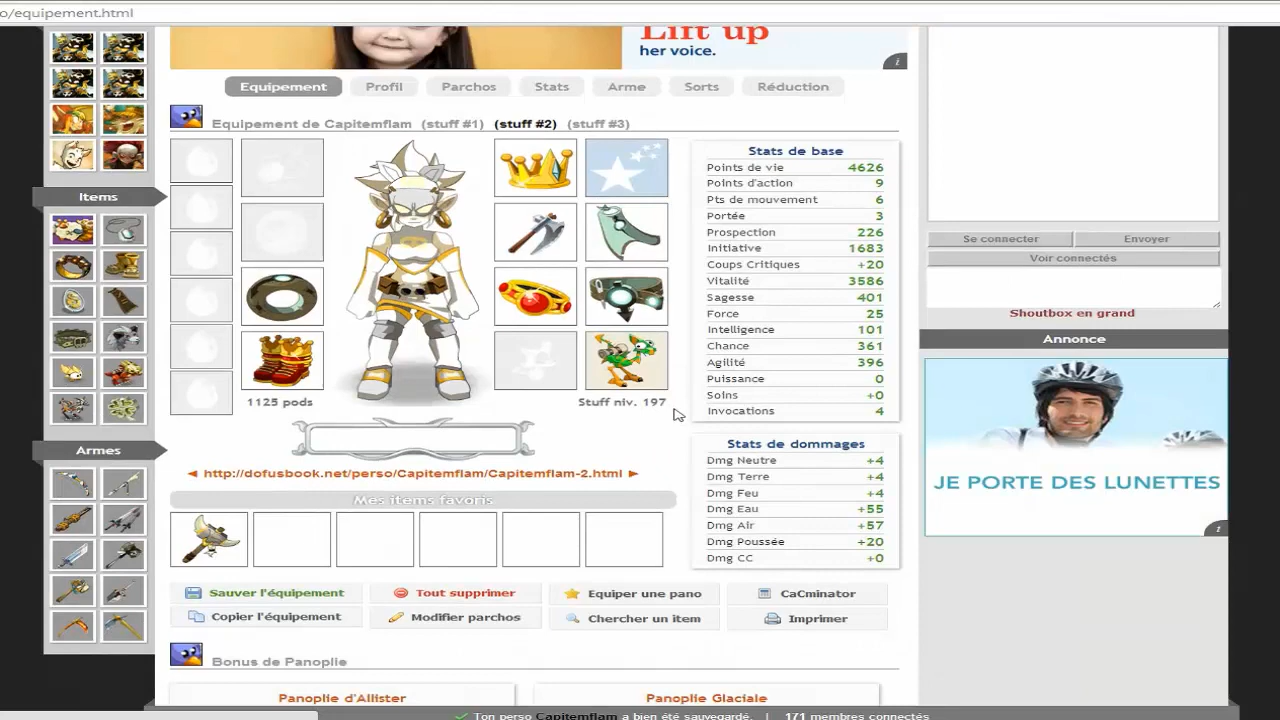 o/equipement.html
Lift up
her voice.
Equipement Profil Parchos Stats Arme Sorts Réduction
Equipement de Capitemflam (stuff #1) (stuff #2) (stuff #3)
Items
Armes
1125 pods
Stuff niv. 197
http://dofusbook.net/perso/Capitemflam/Capitemflam-2.html
Mes items favoris
Stats de base
Points de vie 4626
Points d'action 9
Pts de mouvement 6
Portée 3
Prospection 226
Initiative 1683
Coups Critiques +20
Vitalité 3586
Sagesse 401
Force 25
Intelligence 101
Chance 361
Agilité 396
Puissance 0
Soins +0
Invocations 4
Stats de dommages
Dmg Neutre +4
Dmg Terre +4
Dmg Feu +4
Dmg Eau +55
Dmg Air +57
Dmg Poussée +20
Dmg CC +0
Sauver l'équipement Tout supprimer Equiper une pano CaCminator
Copier l'équipement Modifier parchos Chercher un item Imprimer
Bonus de Panoplie
Panoplie d'Allister Panoplie Glaciale
Se connecter Envoyer
Voir connectés
Shoutbox en grand
Annonce
JE PORTE DES LUNETTES
Ton perso Capitemflam a bien été sauvegardé. | 171 membres connectés